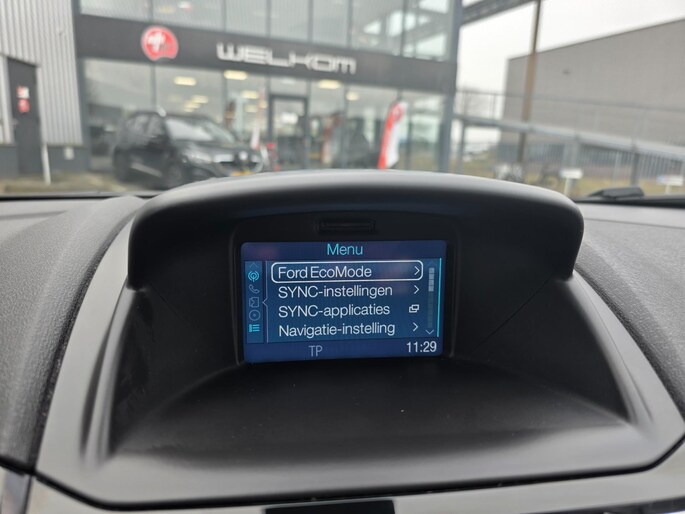 WELKOM
Menu
Ford EcoMode
SYNC-instellingen
SYNC-applicaties
Navigatie-instelling
TP
11:29